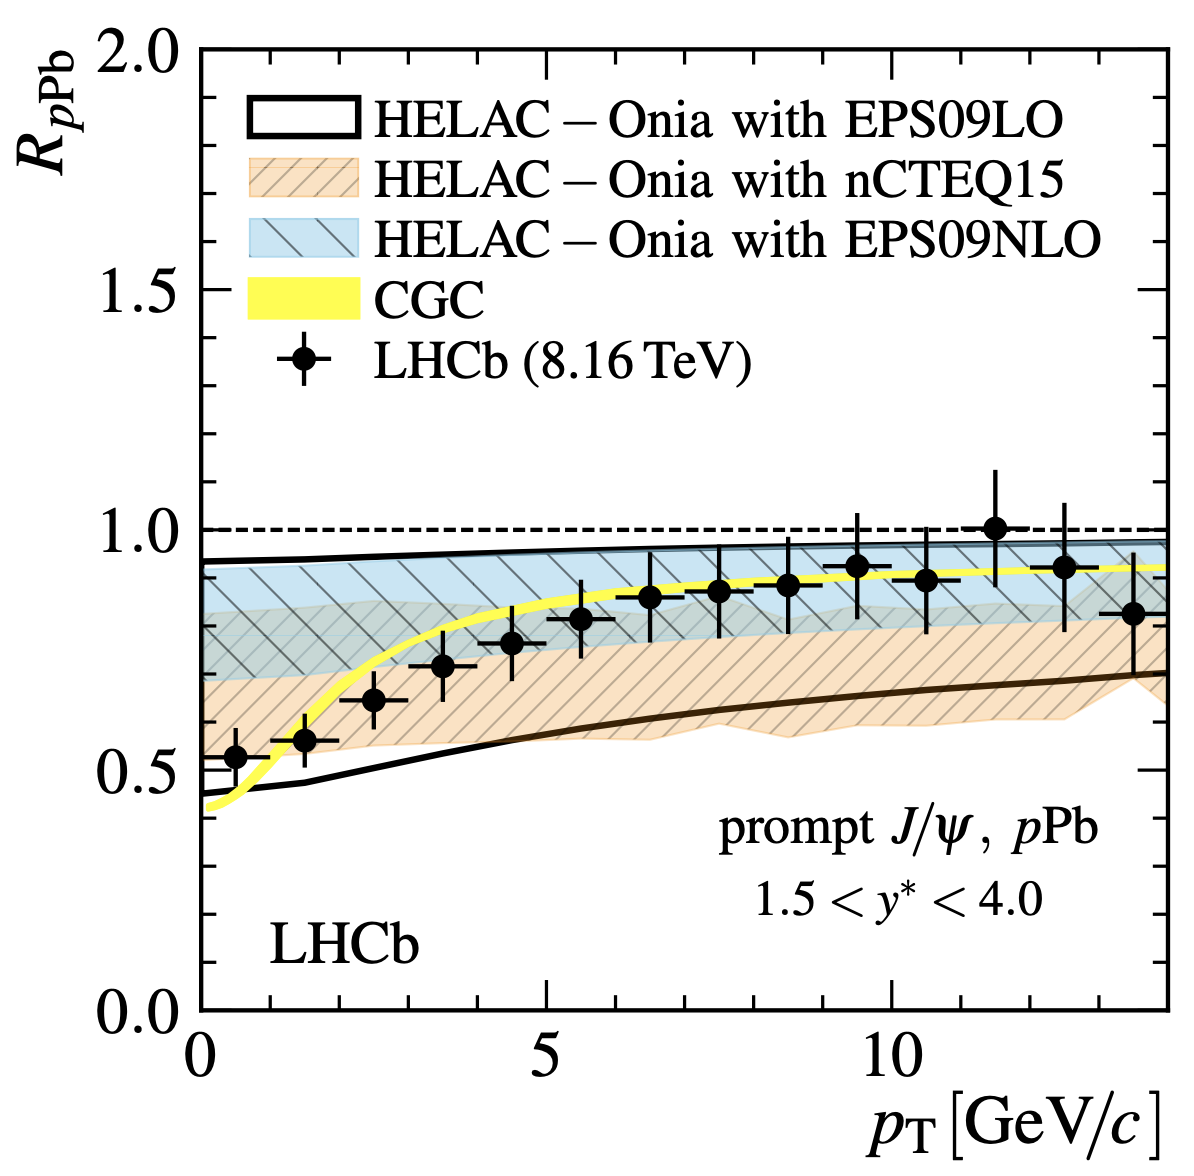 R_pPb
2.0
HELAC – Onia with EPS09LO
HELAC – Onia with nCTEQ15
HELAC – Onia with EPS09NLO
1.5
CGC
LHCb (8.16 TeV)
1.0
0.5
prompt J/ψ, pPb
1.5 < y* < 4.0
LHCb
0.0
0 5 10
p_T [GeV/c]